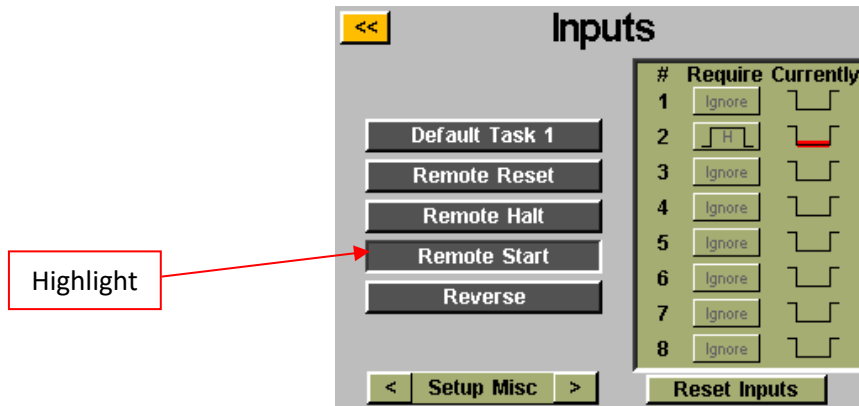 << Inputs
# Require Currently
1 Ignore
2 H
3 Ignore
4 Ignore
5 Ignore
6 Ignore
7 Ignore
8 Ignore
Default Task 1
Remote Reset
Remote Halt
Remote Start
Reverse
Highlight
< Setup Misc >
Reset Inputs